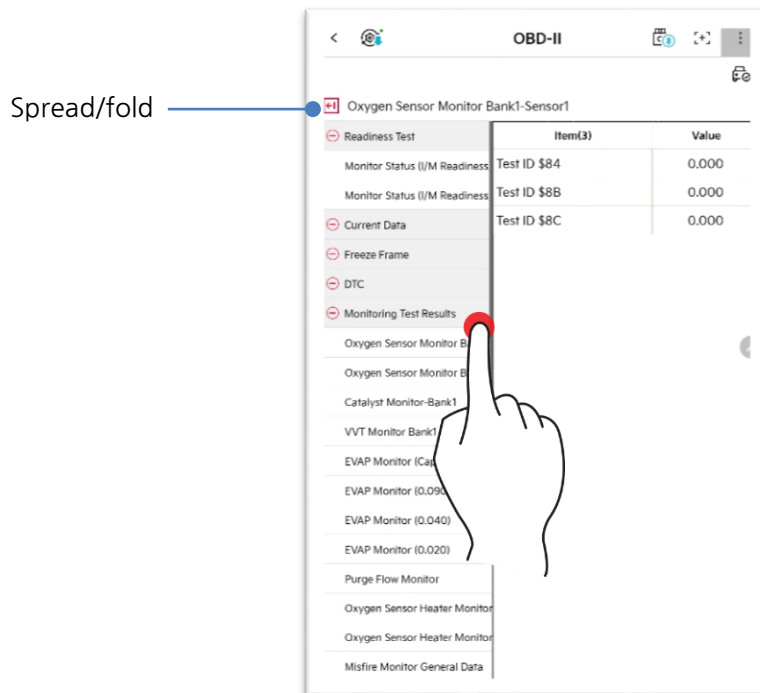 OBD-II
Spread/fold
Oxygen Sensor Monitor Bank1-Sensor1
Readiness Test
Item(3) Value
Monitor Status (I/M Readiness
Test ID $84 0.000
Monitor Status (I/M Readiness
Test ID $8B 0.000
Current Data
Test ID $8C 0.000
Freeze Frame
DTC
Monitoring Test Results
Oxygen Sensor Monitor B
Oxygen Sensor Monitor B
Catalyst Monitor-Bank1
VVT Monitor Bank1
EVAP Monitor (Cap
EVAP Monitor (0.090
EVAP Monitor (0.040)
EVAP Monitor (0.020)
Purge Flow Monitor
Oxygen Sensor Heater Monitor
Oxygen Sensor Heater Monitor
Misfire Monitor General Data